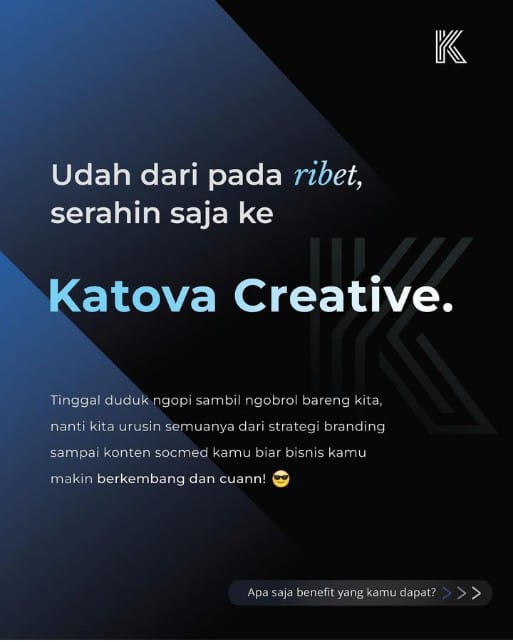 Udah dari pada ribet,
serahin saja ke
Katova Creative.
Tinggal duduk ngopi sambil ngobrol bareng kita,
nanti kita urusin semuanya dari strategi branding
sampai konten socmed kamu biar bisnis kamu
makin berkembang dan cuann! 😎
Apa saja benefit yang kamu dapat?